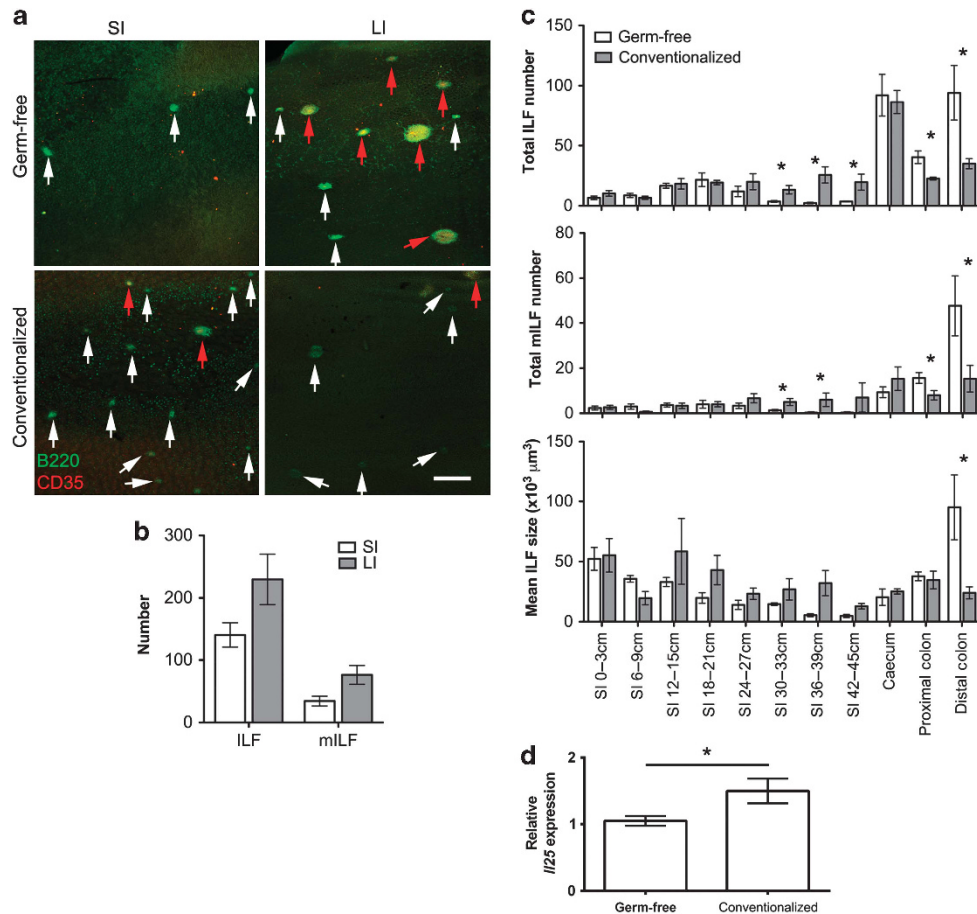 a
SI
LI
Germ-free
Conventionalized
B220
CD35
b
Number
300
200
100
0
SI
LI
ILF
mILF
c
Germ-free
Conventionalized
Total ILF number
150
100
50
0
* * * * *
Total mILF number
80
60
40
20
0
* * * *
Mean ILF size (x10³ µm³)
150
100
50
0
*
SI 0–3cm
SI 6–9cm
SI 12–15cm
SI 18–21cm
SI 24–27cm
SI 30–33cm
SI 36–39cm
SI 42–45cm
Caecum
Proximal colon
Distal colon
d
Relative
Il25 expression
2
1
0
*
Germ-free
Conventionalized